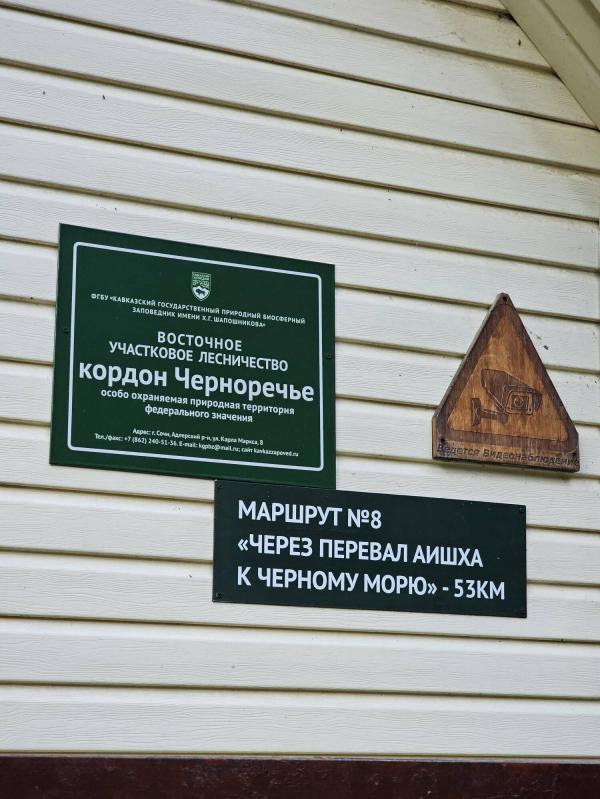 ФГБУ «КАВКАЗСКИЙ ГОСУДАРСТВЕННЫЙ ПРИРОДНЫЙ БИОСФЕРНЫЙ
ЗАПОВЕДНИК ИМЕНИ Х.Г. ШАПОШНИКОВА»
ВОСТОЧНОЕ
УЧАСТКОВОЕ ЛЕСНИЧЕСТВО
кордон Черноречье
особо охраняемая природная территория
федерального значения
Адрес: г. Сочи, Адлерский р-н, ул. Карла Маркса, 8
Тел./факс: +7 (862) 240-51-36. E-mail: kgpbz@mail.ru; сайт kavkazzapoved.ru
Ведется Видеонаблюдение
МАРШРУТ №8
«ЧЕРЕЗ ПЕРЕВАЛ АИШХА
К ЧЕРНОМУ МОРЮ» - 53КМ